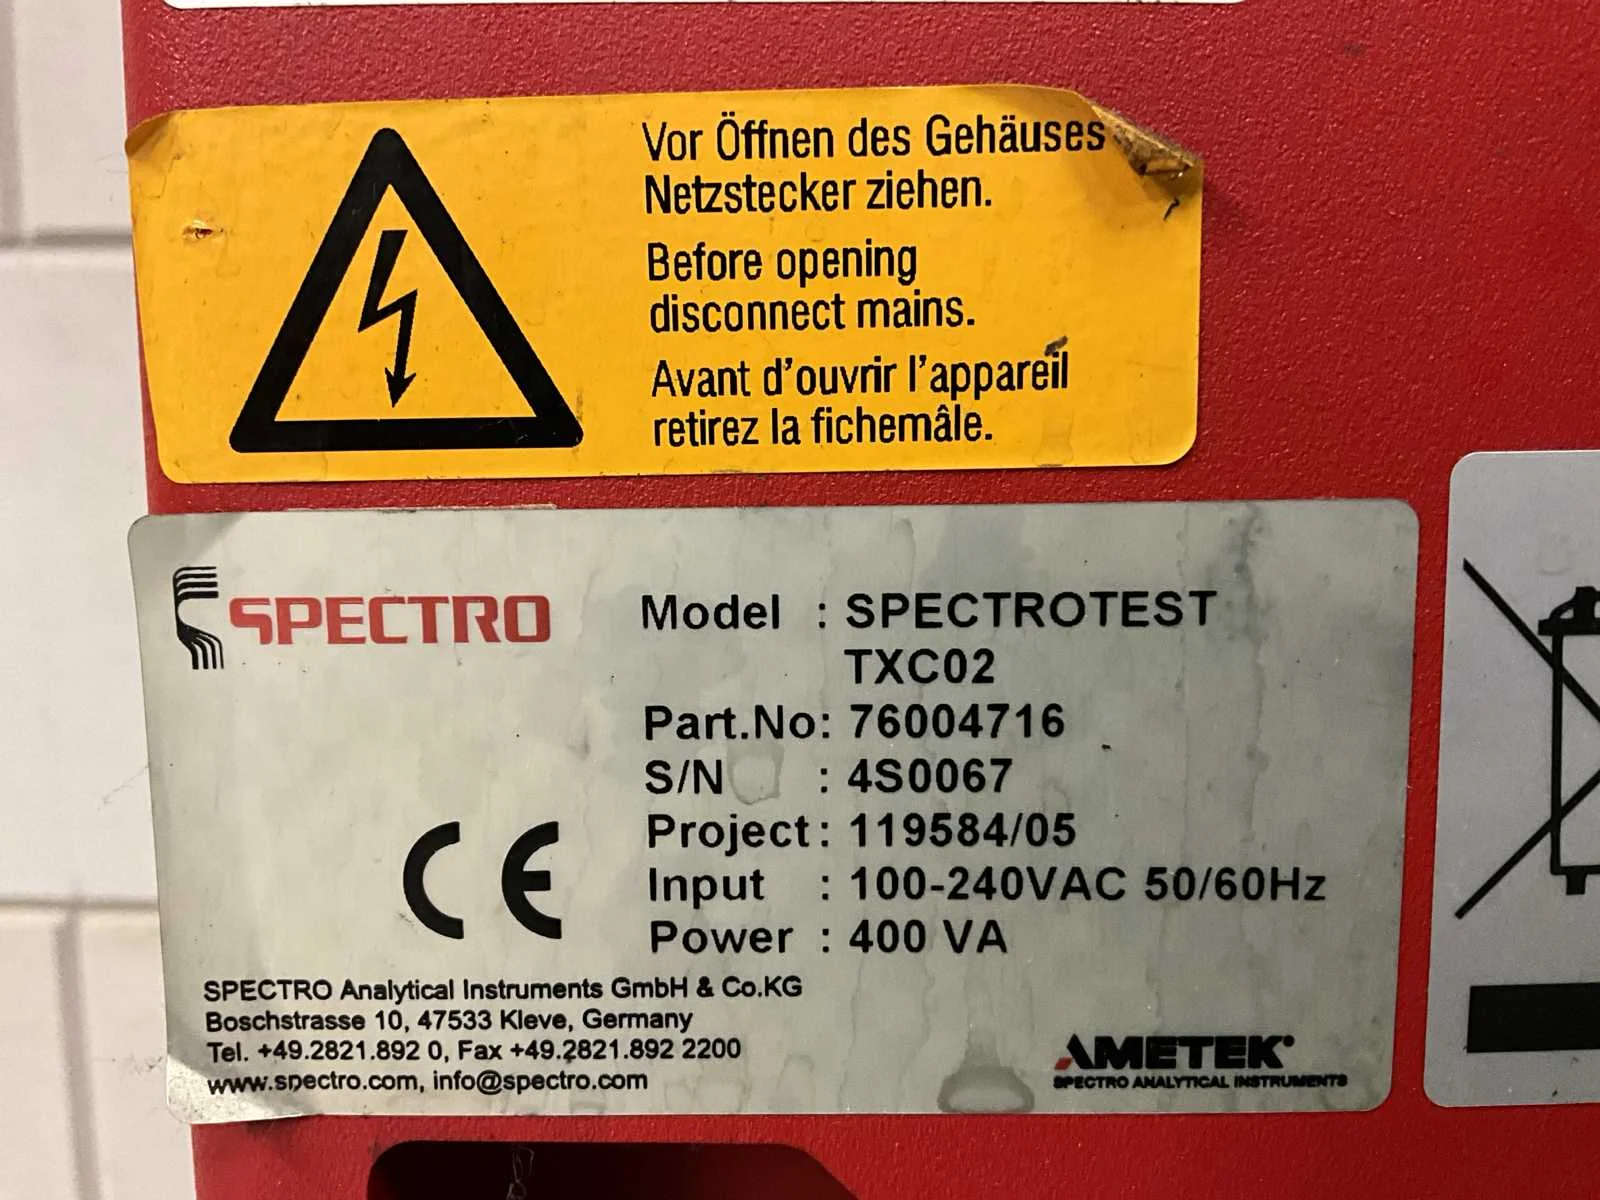 Vor Öffnen des Gehäuses
Netzstecker ziehen.
Before opening
disconnect mains.
Avant d'ouvrir l'appareil
retirez la fichemâle.
SPECTRO
Model : SPECTROTEST
TXC02
Part.No: 76004716
S/N : 4S0067
Project: 119584/05
Input : 100-240VAC 50/60Hz
Power : 400 VA
CE
SPECTRO Analytical Instruments GmbH & Co.KG
Boschstrasse 10, 47533 Kleve, Germany
Tel. +49.2821.892 0, Fax +49.2821.892 2200
www.spectro.com, info@spectro.com
AMETEK®
SPECTRO ANALYTICAL INSTRUMENTS